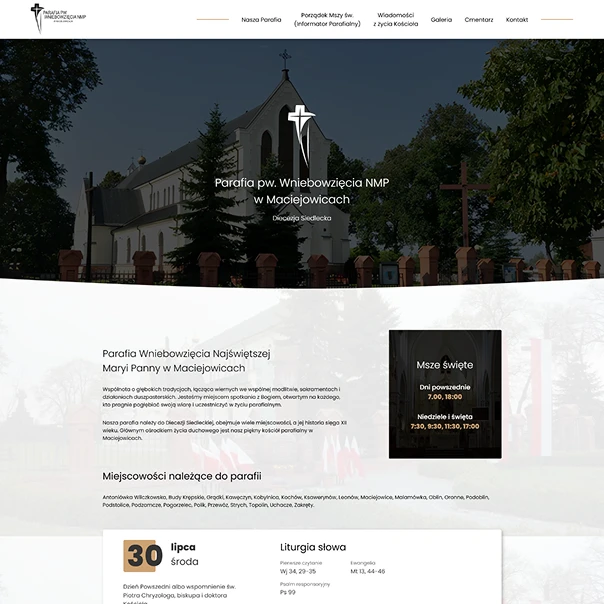 PARAFIA PW.
WNIEBOWZIĘCIA NMP
Nasza Parafia
Porządek Mszy św.
(Informator Parafialny)
Wiadomości
z życia Kościoła
Galeria
Cmentarz
Kontakt
Parafia pw. Wniebowzięcia NMP
w Maciejowicach
Diecezja Siedlecka
Parafia Wniebowzięcia Najświętszej
Maryi Panny w Maciejowicach
Wspólnota o głębokich tradycjach, łącząca wiernych we wspólnej modlitwie, sakramentach i
działaniach duszpasterskich. Jesteśmy miejscem spotkania z Bogiem, otwartym na każdego,
kto pragnie pogłębiać swoją wiarę i uczestniczyć w życiu parafialnym.
Nasza parafia należy do Diecezji Siedleckiej, obejmuje wiele miejscowości, a jej historia sięga XII
wieku. Głównym ośrodkiem życia duchowego jest nasz piękny kościół parafialny w
Maciejowicach.
Msze święte
Dni powszednie
7.00, 18:00
Niedziele i święta
7:30, 9:30, 11:30, 17:00
Miejscowości należące do parafii
Antoniówka Wilczkowska, Budy Krępskie, Grądki, Kawęczyn, Kobylnica, Kochów, Ksawerynów, Leonów, Maciejowice, Malamówka, Oblin, Oronne, Podoblin,
Podstolice, Podzamcze, Pogorzelec, Polik, Przewóz, Strych, Topolin, Uchacze, Zakręty.
30
lipca
środa
Dzień Powszedni albo wspomnienie św.
Piotra Chryzologa, biskupa i doktora
Kościoła
Liturgia słowa
Pierwsze czytanie
Wj 34, 29-35
Ewangelia
Mt 13, 44-46
Psalm responsoryjny
Ps 99